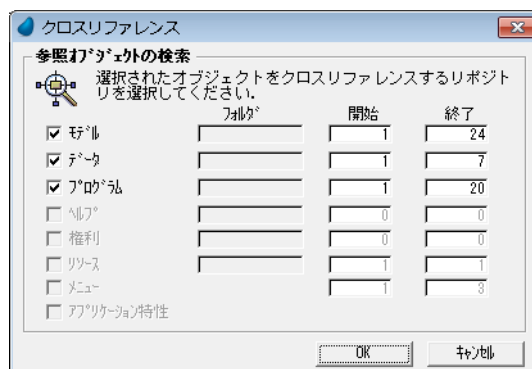 クロスリファレンス
参照ｵﾌﾞｼﾞｪｸﾄの検索
選択されたオブジェクトをクロスリファレンスするリポジト
リを選択してください.
ﾌｫﾙﾀﾞ 開始 終了
ﾓﾃﾞﾙ 1 24
ﾃﾞｰﾀ 1 7
ﾌﾟﾛｸﾞﾗﾑ 1 20
ﾍﾙﾌﾟ 0 0
権利 0 0
ﾘｿｰｽ 1 1
ﾒﾆｭｰ 1 3
ｱﾌﾟﾘｹｰｼｮﾝ特性
OK ｷｬﾝｾﾙ